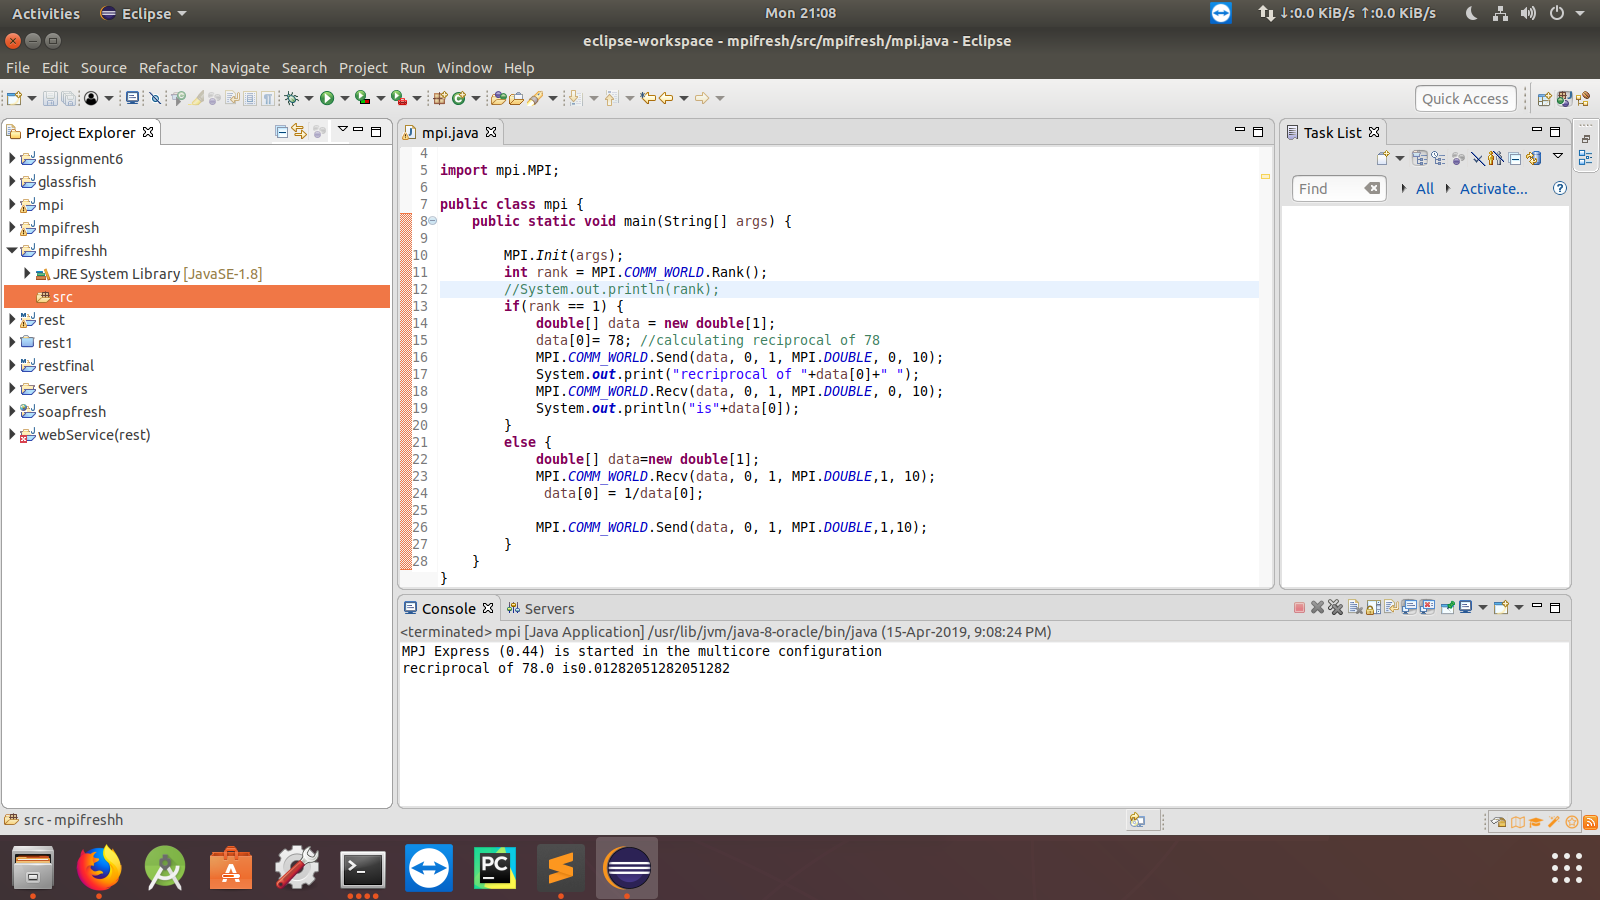 Activities Eclipse Mon 21:08 ↓:0.0 KiB/s ↑:0.0 KiB/s
eclipse-workspace - mpifresh/src/mpifresh/mpi.java - Eclipse
File Edit Source Refactor Navigate Search Project Run Window Help
Quick Access
Project Explorer
assignment6
glassfish
mpi
mpifresh
mpifreshh
JRE System Library [JavaSE-1.8]
src
rest
rest1
restfinal
Servers
soapfresh
webService(rest)
mpi.java
4
5 import mpi.MPI;
6
7 public class mpi {
8 public static void main(String[] args) {
9
10 MPI.Init(args);
11 int rank = MPI.COMM_WORLD.Rank();
12 //System.out.println(rank);
13 if(rank == 1) {
14 double[] data = new double[1];
15 data[0]= 78; //calculating reciprocal of 78
16 MPI.COMM_WORLD.Send(data, 0, 1, MPI.DOUBLE, 0, 10);
17 System.out.print("recriprocal of "+data[0]+" ");
18 MPI.COMM_WORLD.Recv(data, 0, 1, MPI.DOUBLE, 0, 10);
19 System.out.println("is"+data[0]);
20 }
21 else {
22 double[] data=new double[1];
23 MPI.COMM_WORLD.Recv(data, 0, 1, MPI.DOUBLE,1, 10);
24 data[0] = 1/data[0];
25
26 MPI.COMM_WORLD.Send(data, 0, 1, MPI.DOUBLE,1,10);
27 }
28 }
}
Task List
Find All Activate...
Console Servers
<terminated> mpi [Java Application] /usr/lib/jvm/java-8-oracle/bin/java (15-Apr-2019, 9:08:24 PM)
MPJ Express (0.44) is started in the multicore configuration
recriprocal of 78.0 is0.01282051282051282
src - mpifreshh
PC